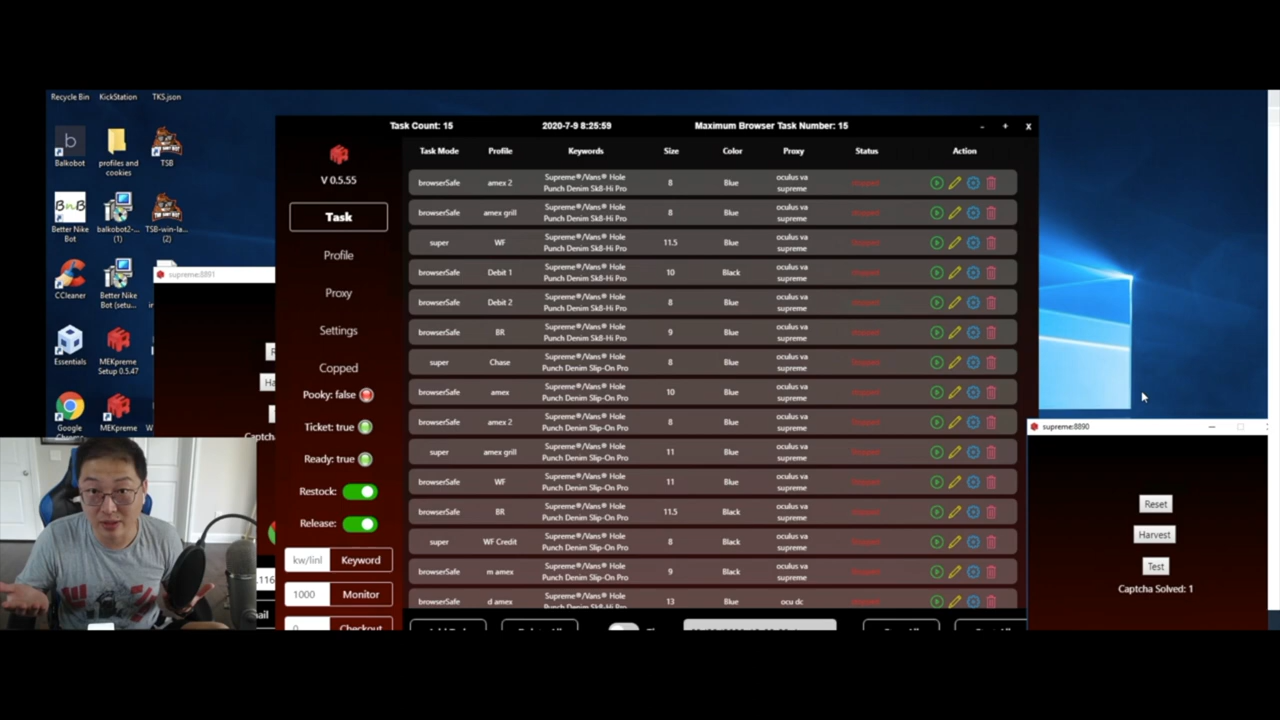 Recycle Bin KickStation TKS.json
Task Count: 15 2020-7-9 8:25:59 Maximum Browser Task Number: 15 - + x
Task Mode Profile Keywords Size Color Proxy Status Action
b
Balkobot profiles and cookies TSB
BnB
Better Nike Bot balkobot2-... (1) TSB-win-la... (2)
CCleaner Better Nike Bot (setu...
Essentials MEKpreme Setup 0.5.47
Google MEKpreme
supreme:8891
V 0.5.55
Task
Profile
Proxy
Settings
Copped
Pooky: false
Ticket: true
Ready: true
Restock:
Release:
kw/linl Keyword
1000 Monitor
Checkout
browserSafe amex 2 Supreme®/Vans® Hole Punch Denim Sk8-Hi Pro 8 Blue oculus va supreme
browserSafe amex grill Supreme®/Vans® Hole Punch Denim Sk8-Hi Pro 8 Blue oculus va supreme
super WF Supreme®/Vans® Hole Punch Denim Sk8-Hi Pro 11.5 Blue oculus va supreme
browserSafe Debit 1 Supreme®/Vans® Hole Punch Denim Sk8-Hi Pro 10 Black oculus va supreme
browserSafe Debit 2 Supreme®/Vans® Hole Punch Denim Sk8-Hi Pro 8 Blue oculus va supreme
browserSafe BR Supreme®/Vans® Hole Punch Denim Sk8-Hi Pro 9 Blue oculus va supreme
super Chase Supreme®/Vans® Hole Punch Denim Slip-On Pro 8 Blue oculus va supreme
browserSafe amex Supreme®/Vans® Hole Punch Denim Slip-On Pro 10 Blue oculus va supreme
browserSafe amex 2 Supreme®/Vans® Hole Punch Denim Slip-On Pro 8 Blue oculus va supreme
super amex grill Supreme®/Vans® Hole Punch Denim Slip-On Pro 11 Blue oculus va supreme
browserSafe WF Supreme®/Vans® Hole Punch Denim Slip-On Pro 11 Blue oculus va supreme
browserSafe BR Supreme®/Vans® Hole Punch Denim Slip-On Pro 11.5 Black oculus va supreme
super WF Credit Supreme®/Vans® Hole Punch Denim Slip-On Pro 8 Black oculus va supreme
browserSafe m amex Supreme®/Vans® Hole Punch Denim Slip-On Pro 9 Black oculus va supreme
browserSafe d amex Supreme®/Vans® Hole Punch Denim Slip-On Pro 13 Blue ocu dc
supreme:8890
Reset
Harvest
Test
Captcha Solved: 1